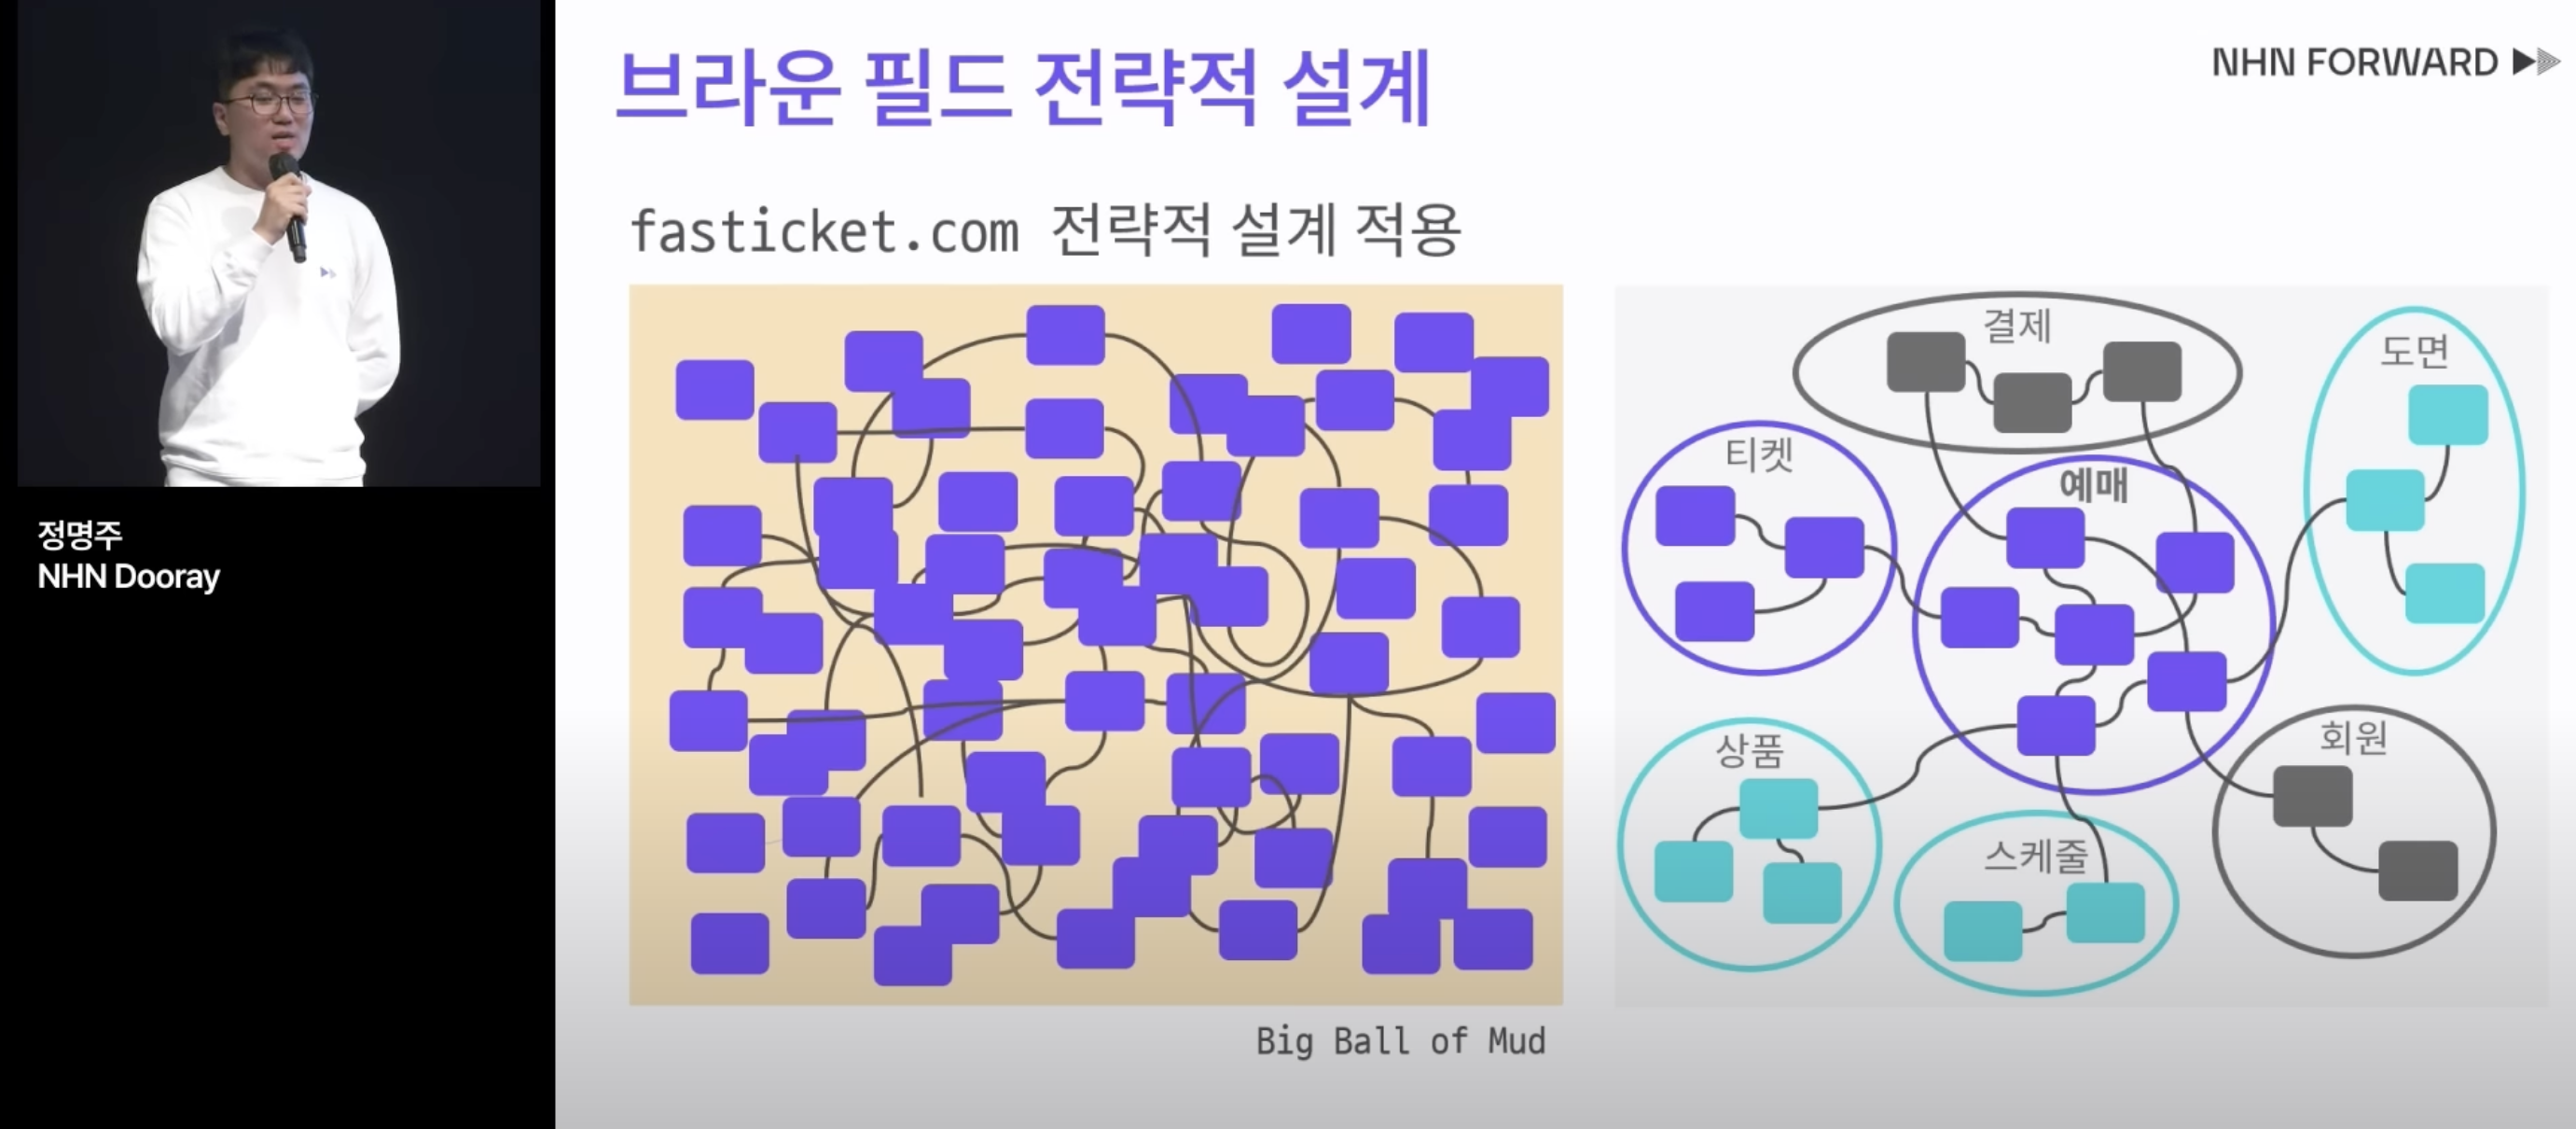 정명주
NHN Dooray
브라운 필드 전략적 설계
NHN FORWARD
fasticket.com 전략적 설계 적용
결제
도면
티켓
예매
상품
회원
스케줄
Big Ball of Mud